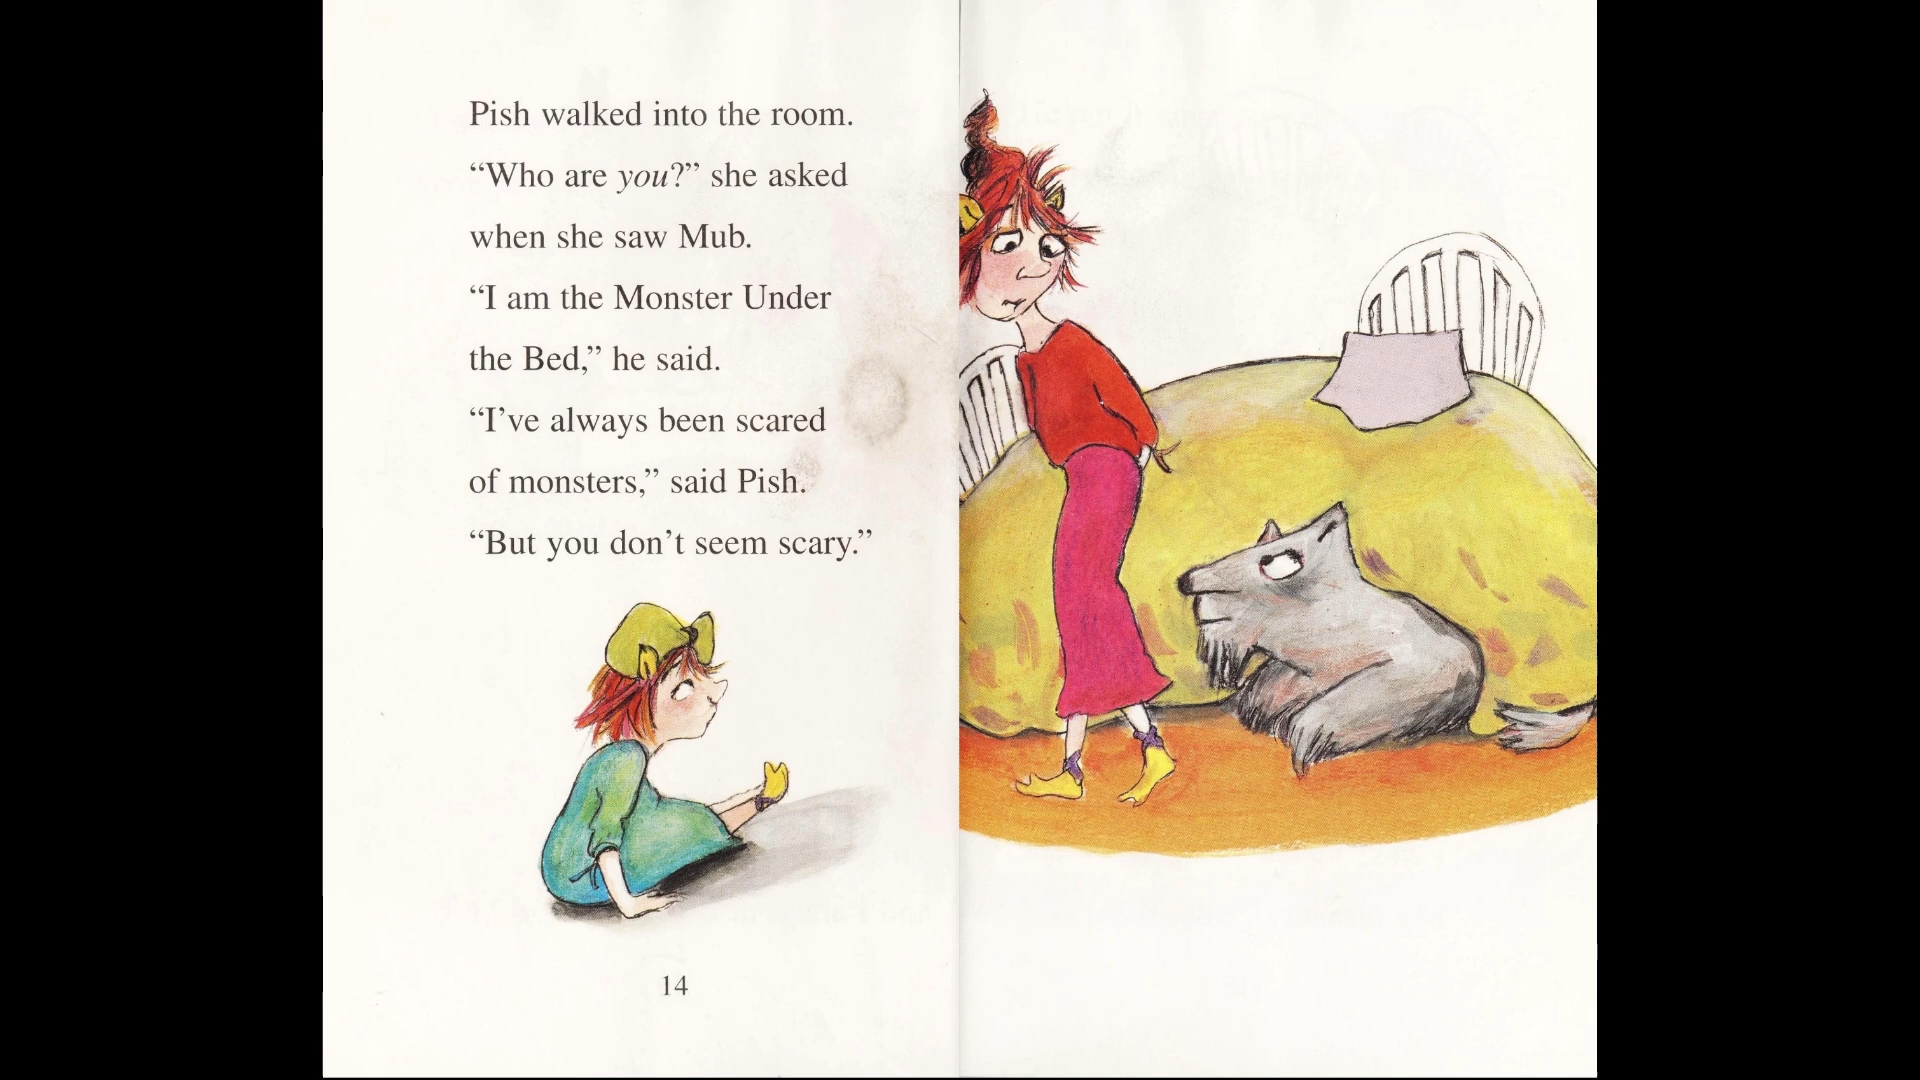 Pish walked into the room.
“Who are you?” she asked
when she saw Mub.
“I am the Monster Under
the Bed,” he said.
“I’ve always been scared
of monsters,” said Pish.
“But you don’t seem scary.”
14